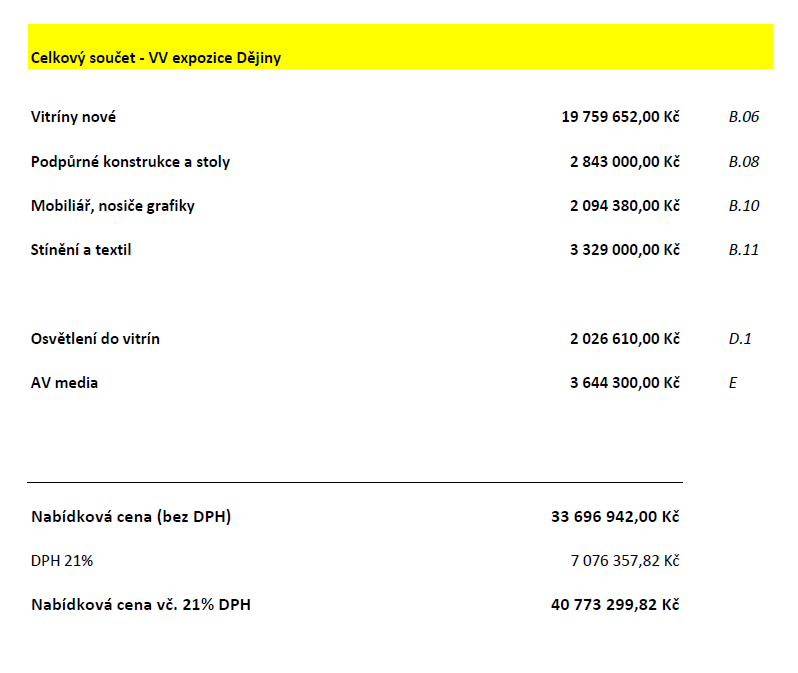 Celkový součet - VV expozice Dějiny
Vitríny nové 19 759 652,00 Kč B.06
Podpůrné konstrukce a stoly 2 843 000,00 Kč B.08
Mobiliář, nosiče grafiky 2 094 380,00 Kč B.10
Stínění a textil 3 329 000,00 Kč B.11
Osvětlení do vitrín 2 026 610,00 Kč D.1
AV media 3 644 300,00 Kč E
Nabídková cena (bez DPH) 33 696 942,00 Kč
DPH 21% 7 076 357,82 Kč
Nabídková cena vč. 21% DPH 40 773 299,82 Kč